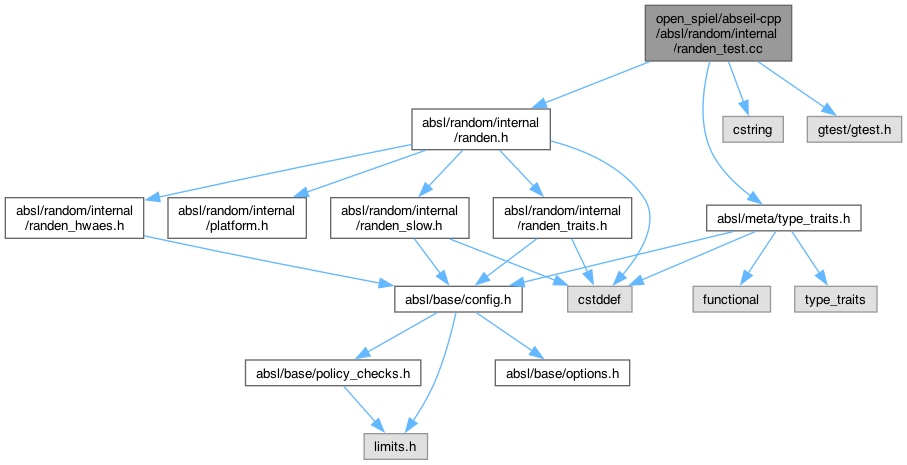 open_spiel/abseil-cpp
/absl/random/internal
/randen_test.cc
absl/random/internal
/randen.h
cstring
gtest/gtest.h
absl/random/internal
/randen_hwaes.h
absl/random/internal
/platform.h
absl/random/internal
/randen_slow.h
absl/random/internal
/randen_traits.h
absl/meta/type_traits.h
absl/base/config.h
cstddef
functional
type_traits
absl/base/policy_checks.h
absl/base/options.h
limits.h